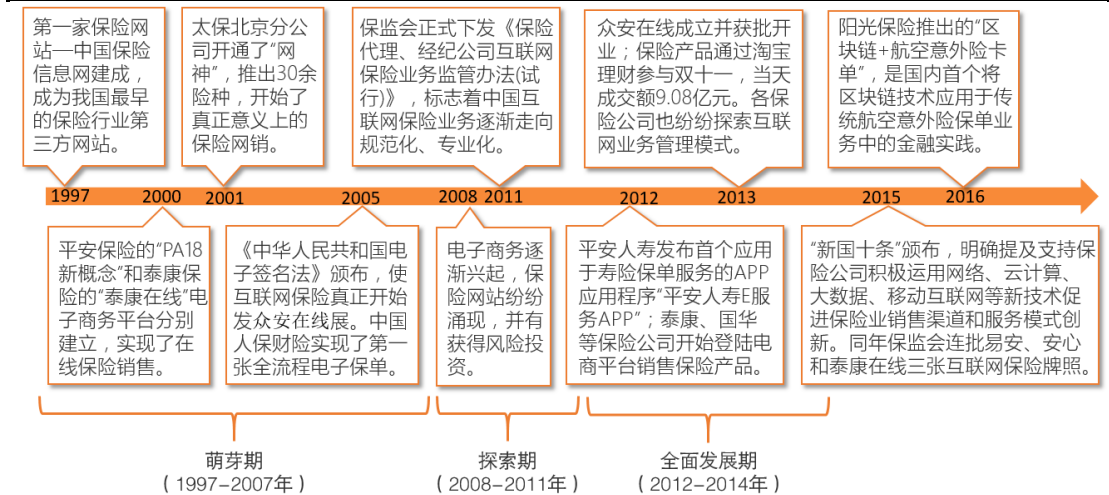 第一家保险网
站—中国保险
信息网建成，
成为我国最早
的保险行业第
三方网站。
太保北京分公
司开通了“网
神”，推出30余
险种，开始了
真正意义上的
保险网销。
保监会正式下发《保险
代理、经纪公司互联网
保险业务监管办法(试
行)》，标志着中国互
联网保险业务逐渐走向
规范化、专业化。
众安在线成立并获批开
业；保险产品通过淘宝
理财参与双十一，当天
成交额9.08亿元。各保
险公司也纷纷探索互联
网业务管理模式。
阳光保险推出的“区
块链+航空意外险卡
单”，是国内首个将
区块链技术应用于传
统航空意外险保单业
务中的金融实践。
1997 2000 2001 2005 2008 2011 2012 2013 2015 2016
平安保险的“PA18
新概念”和泰康保
险的“泰康在线”电
子商务平台分别
建立，实现了在
线保险销售。
《中华人民共和国电
子签名法》颁布，使
互联网保险真正开始
发众安在线展。中国
人保财险实现了第一
张全流程电子保单。
电子商务逐
渐兴起，保
险网站纷纷
涌现，并有
获得风险投
资。
平安人寿发布首个应用
于寿险保单服务的APP
应用程序“平安人寿E服
务APP”；泰康、国华
等保险公司开始登陆电
商平台销售保险产品。
“新国十条”颁布，明确提及支持保
险公司积极运用网络、云计算、
大数据、移动互联网等新技术促
进保险业销售渠道和服务模式创
新。同年保监会连批易安、安心
和泰康在线三张互联网保险牌照。
萌芽期
（1997-2007年）
探索期
（2008-2011年）
全面发展期
（2012-2014年）